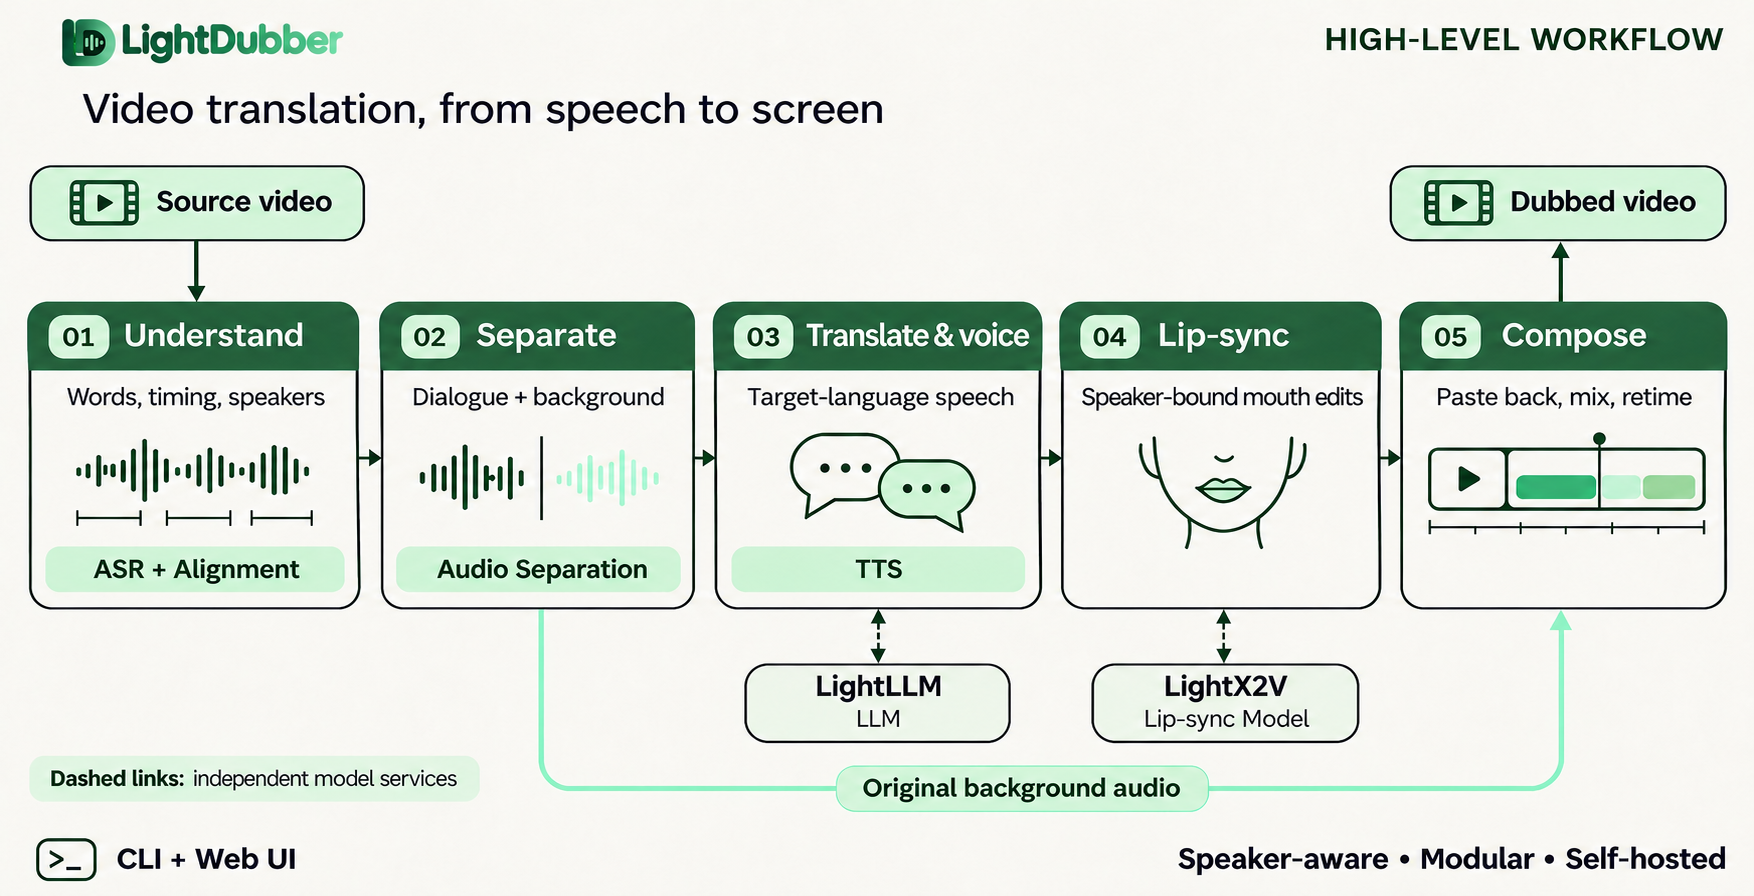 LightDubber
HIGH-LEVEL WORKFLOW
Video translation, from speech to screen
Source video
Dubbed video
01 Understand
Words, timing, speakers
ASR + Alignment
02 Separate
Dialogue + background
Audio Separation
03 Translate & voice
Target-language speech
TTS
04 Lip-sync
Speaker-bound mouth edits
05 Compose
Paste back, mix, retime
LightLLM
LLM
LightX2V
Lip-sync Model
Original background audio
Dashed links: independent model services
>_ CLI + Web UI
Speaker-aware • Modular • Self-hosted